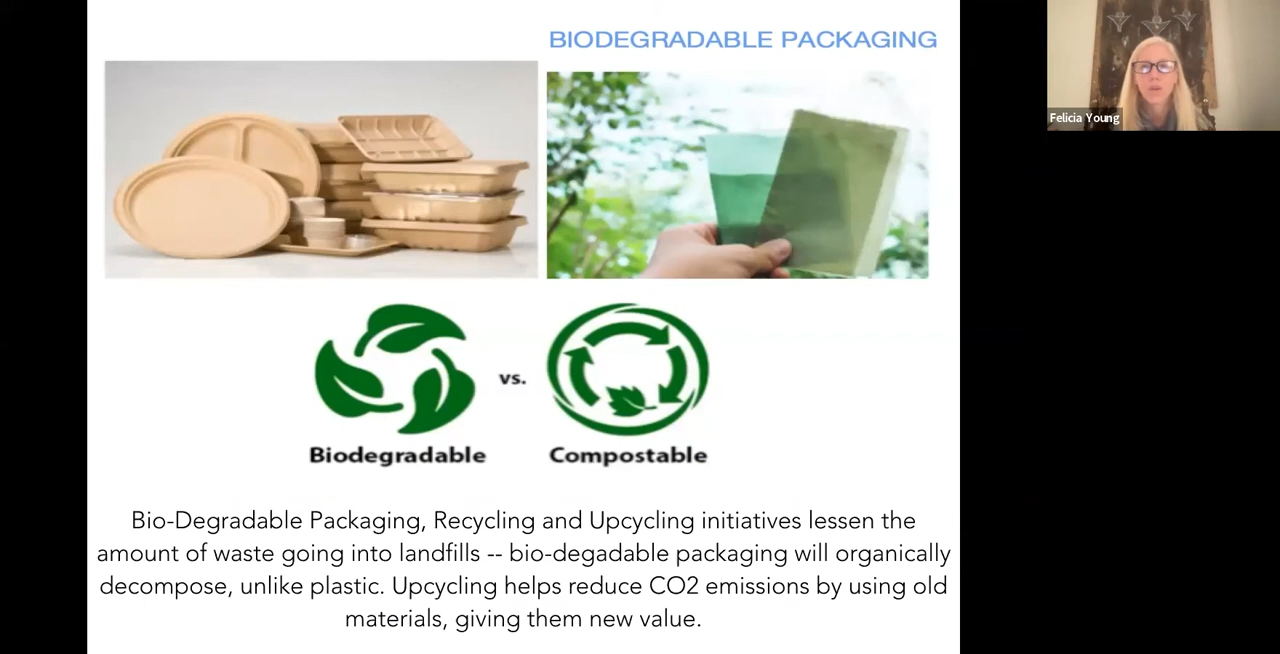 BIODEGRADABLE PACKAGING
Felicia Young
vs.
Biodegradable
Compostable
Bio-Degradable Packaging, Recycling and Upcycling initiatives lessen the
amount of waste going into landfills -- bio-degadable packaging will organically
decompose, unlike plastic. Upcycling helps reduce CO2 emissions by using old
materials, giving them new value.